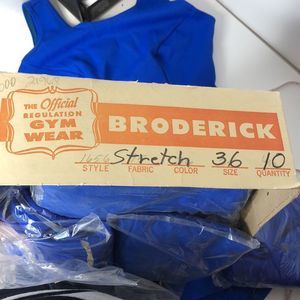 THE Official
REGULATION
GYM
WEAR
BRODERICK
1656 Stretch 36 10
STYLE FABRIC COLOR SIZE QUANTITY